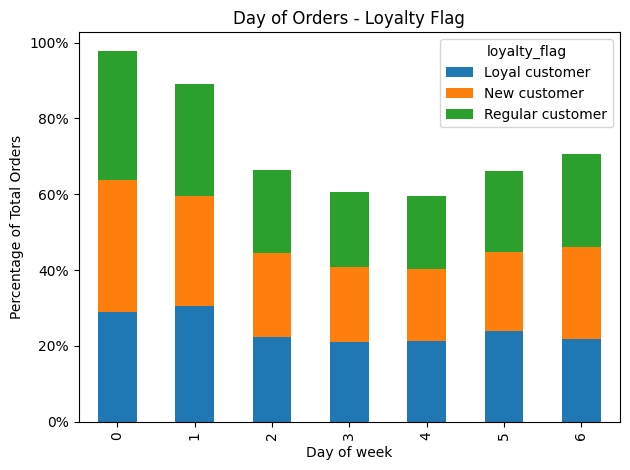 Day of Orders - Loyalty Flag
loyalty_flag
Loyal customer
New customer
Regular customer
Percentage of Total Orders
100%
80%
60%
40%
20%
0%
0 1 2 3 4 5 6
Day of week